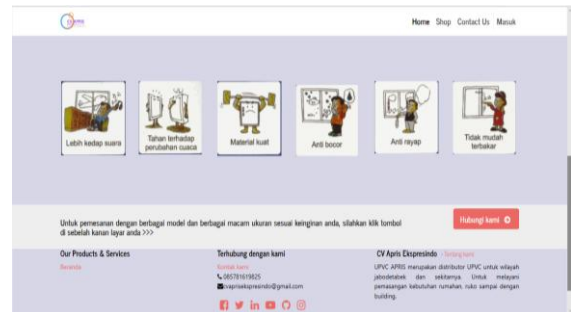 Home Shop Contact Us Masuk
Lebih kedap suara
Tahan terhadap
perubahan cuaca
Material kuat
Anti bocor
Anti rayap
Tidak mudah
terbakar
Untuk pemesanan dengan berbagai model dan berbagai macam ukuran sesuai keinginan anda, silahkan klik tombol
di sebelah kanan layar anda >>>
Hubungi kami
Our Products & Services
Beranda
Terhubung dengan kami
Kontak kami
085781619825
cvaprisekspresindo@gmail.com
CV Apris Ekspresindo - Tentang kami
UPVC APRIS merupakan distributor UPVC untuk wilayah
jabodetabek dan sekitarnya. Untuk melayani
pemasangan kebutuhan rumahan, ruko sampai dengan
building.